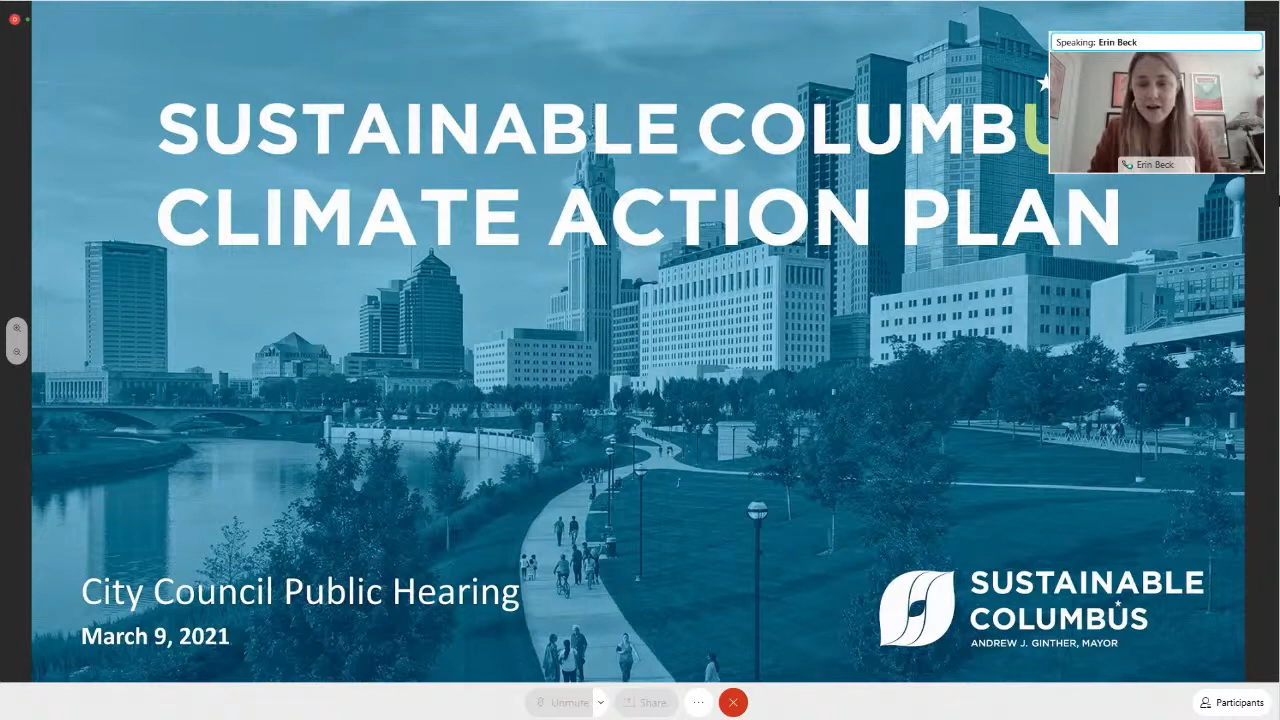 Speaking: Erin Beck
Erin Beck
SUSTAINABLE COLUMBU
CLIMATE ACTION PLAN
City Council Public Hearing
March 9, 2021
SUSTAINABLE
COLUMBUS
ANDREW J. GINTHER, MAYOR
Unmute
Share
Participants